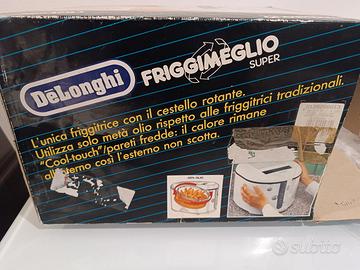 DeLonghi
FRIGGIMEGLIO
SUPER
L'unica friggitrice con il cestello rotante.
Utilizza solo metà olio rispetto alle friggitrici tradizionali.
"Cool-touch"/pareti fredde: il calore rimane
all'interno così l'esterno non scotta.
subito